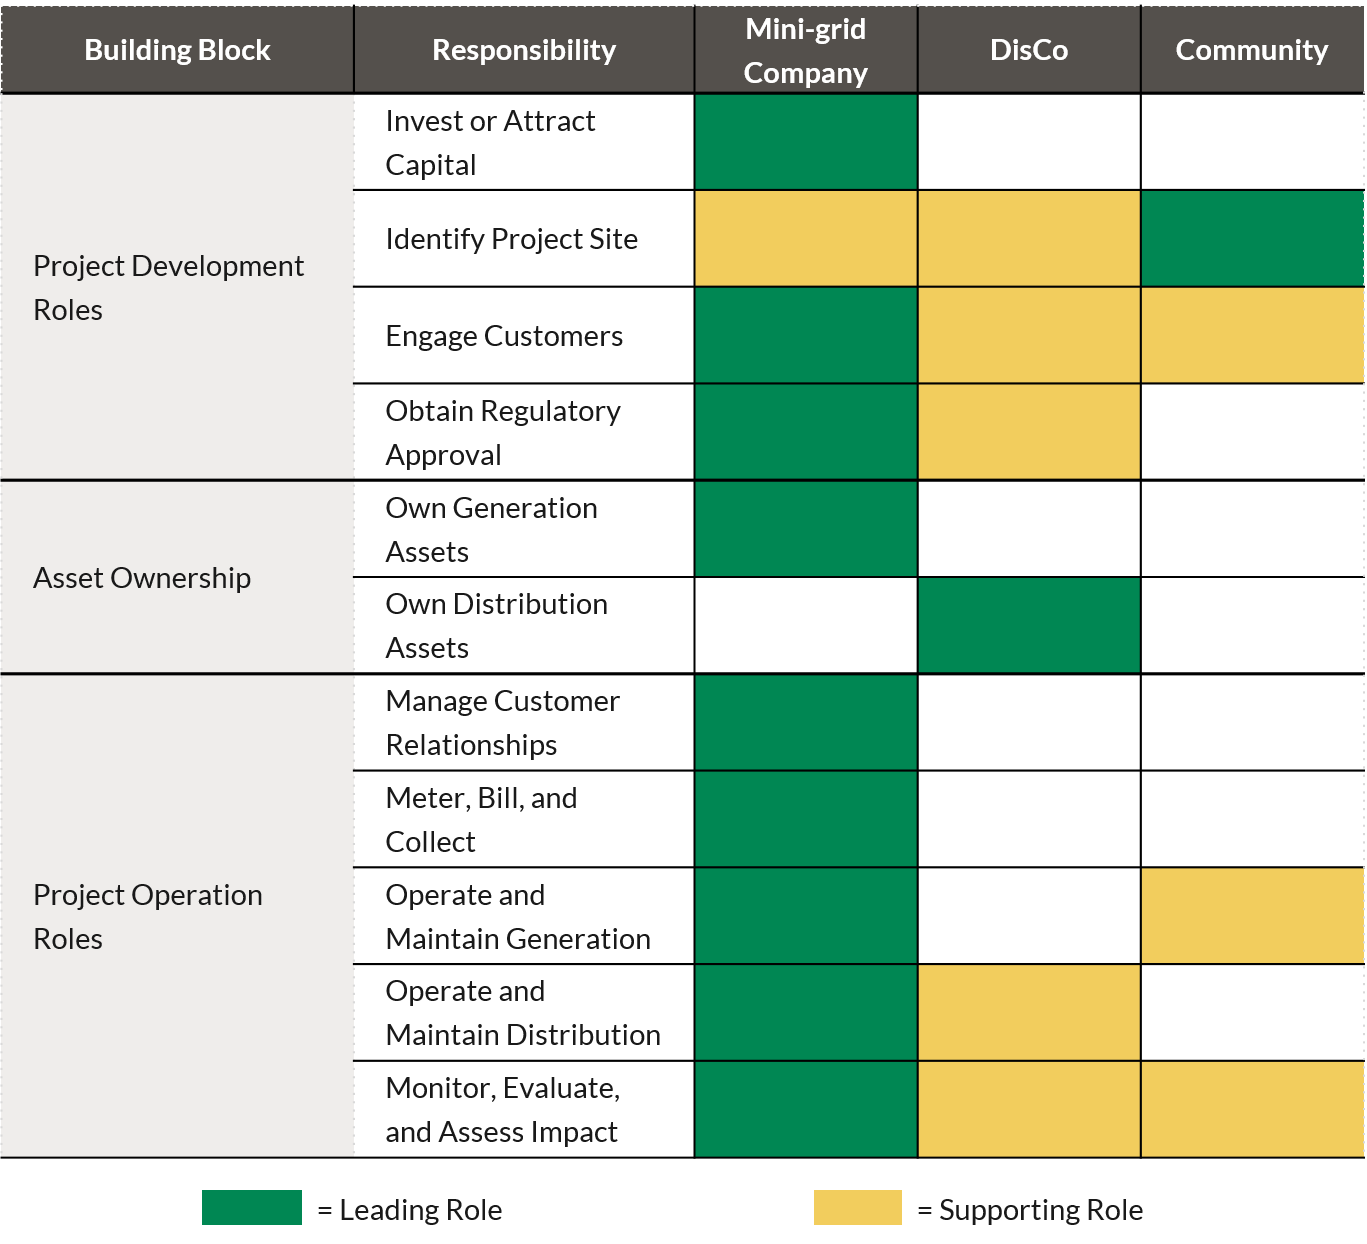 Building Block
Responsibility
Mini-grid
Company
DisCo
Community
Project Development
Roles
Invest or Attract
Capital
Identify Project Site
Engage Customers
Obtain Regulatory
Approval
Asset Ownership
Own Generation
Assets
Own Distribution
Assets
Project Operation
Roles
Manage Customer
Relationships
Meter, Bill, and
Collect
Operate and
Maintain Generation
Operate and
Maintain Distribution
Monitor, Evaluate,
and Assess Impact
= Leading Role
= Supporting Role